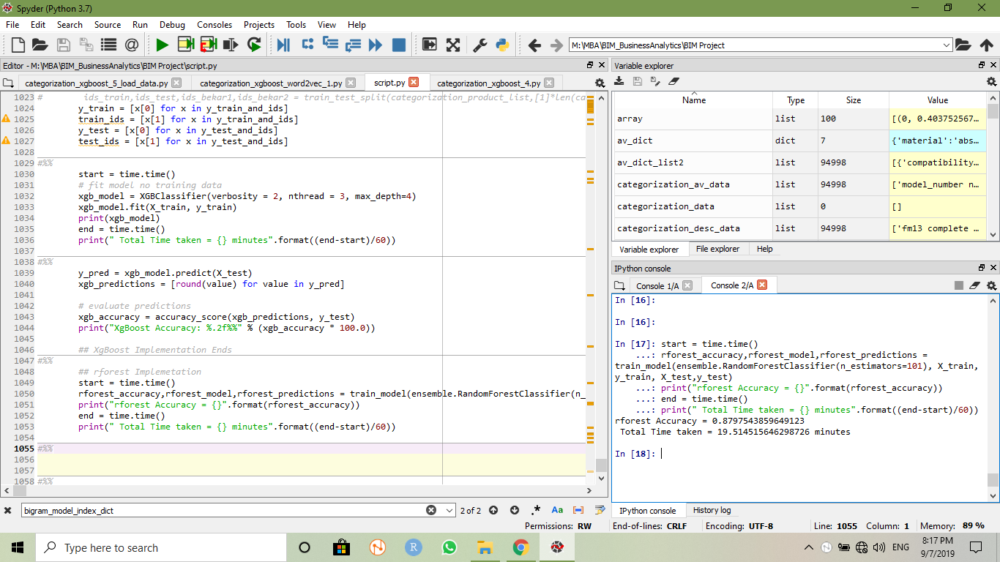 Spyder (Python 3.7)
File Edit Search Source Run Debug Consoles Projects Tools View Help
M:\MBA\BIM_BusinessAnalytics\BIM Project
Editor - M:\MBA\BIM_BusinessAnalytics\BIM Project\script.py
categorization_xgboost_5_load_data.py categorization_xgboost_word2vec_1.py script.py categorization_xgboost_4.py
1023 # ids_train,ids_test,ids_bekar1,ids_bekar2 = train_test_split(categorization_product_list,[1]*len(ca
1024 y_train = [x[0] for x in y_train_and_ids]
1025 train_ids = [x[1] for x in y_train_and_ids]
1026 y_test = [x[0] for x in y_test_and_ids]
1027 test_ids = [x[1] for x in y_test_and_ids]
1028
1029 #%%
1030 start = time.time()
1031 # fit model no training data
1032 xgb_model = XGBClassifier(verbosity = 2, nthread = 3, max_depth=4)
1033 xgb_model.fit(X_train, y_train)
1034 print(xgb_model)
1035 end = time.time()
1036 print(" Total Time taken = {} minutes".format((end-start)/60))
1037
1038 #%%
1039 y_pred = xgb_model.predict(X_test)
1040 xgb_predictions = [round(value) for value in y_pred]
1041
1042 # evaluate predictions
1043 xgb_accuracy = accuracy_score(xgb_predictions, y_test)
1044 print("XgBoost Accuracy: %.2f%%" % (xgb_accuracy * 100.0))
1045
1046 ## XgBoost Implementation Ends
1047 #%%
1048 ## rforest Implemetation
1049 start = time.time()
1050 rforest_accuracy,rforest_model,rforest_predictions = train_model(ensemble.RandomForestClassifier(n_
1051 print("rforest Accuracy = {}".format(rforest_accuracy))
1052 end = time.time()
1053 print(" Total Time taken = {} minutes".format((end-start)/60))
1054
1055 #%%
1056
1057
1058 #%%
bigram_model_index_dict 2 of 2 .* Aa
Variable explorer
Name Type Size Value
array list 100 [(0, 0.403752567…
av_dict dict 7 {'material':'abs…
av_dict_list2 list 94998 [{'compatibility…
categorization_av_data list 94998 ['model_number n…
categorization_data list 0 []
categorization_desc_data list 94998 ['fm13 complete …
Variable explorer File explorer Help
IPython console
Console 1/A Console 2/A
In [16]:
In [16]:
In [17]: start = time.time()
...: rforest_accuracy,rforest_model,rforest_predictions =
train_model(ensemble.RandomForestClassifier(n_estimators=101), X_train,
y_train, X_test,y_test)
...: print("rforest Accuracy = {}".format(rforest_accuracy))
...: end = time.time()
...: print(" Total Time taken = {} minutes".format((end-start)/60))
rforest Accuracy = 0.8797543859649123
Total Time taken = 19.514515646298726 minutes
In [18]:
IPython console History log
Permissions: RW End-of-lines: CRLF Encoding: UTF-8 Line: 1055 Column: 1 Memory: 89 %
Type here to search
R
ENG
8:17 PM
9/7/2019